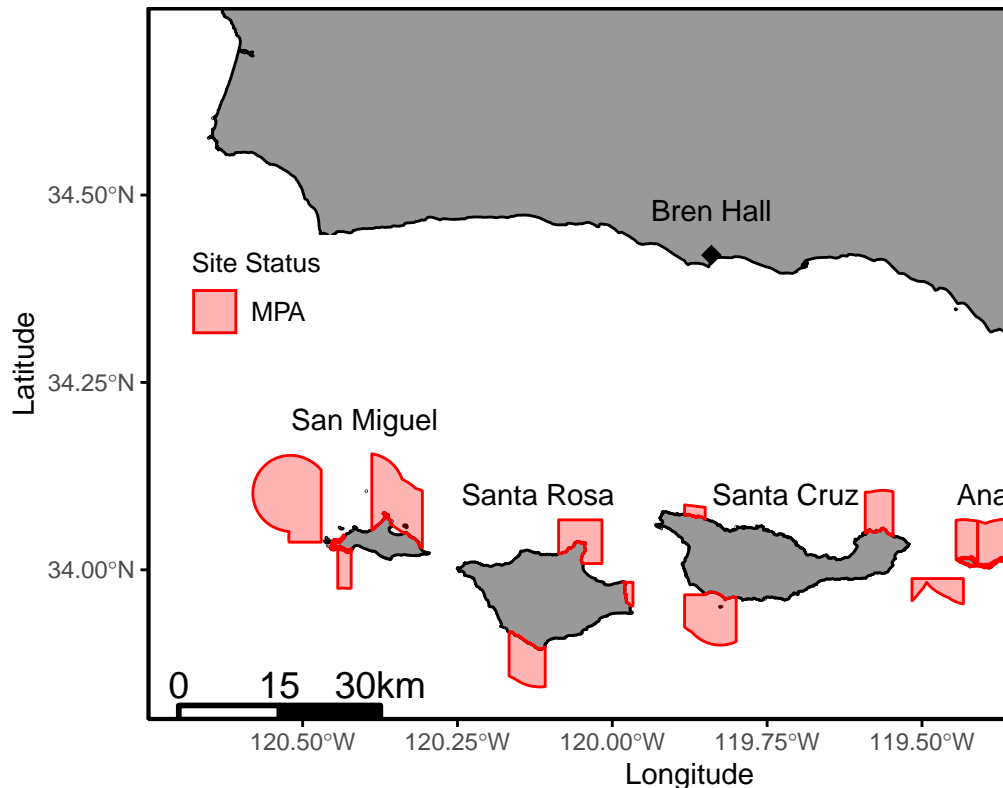 Bren Hall
34.50°N
Site Status
MPA
Latitude
34.25°N
San Miguel
Santa Rosa
Santa Cruz
Ana
34.00°N
0 15 30km
120.50°W 120.25°W 120.00°W 119.75°W 119.50°W
Longitude